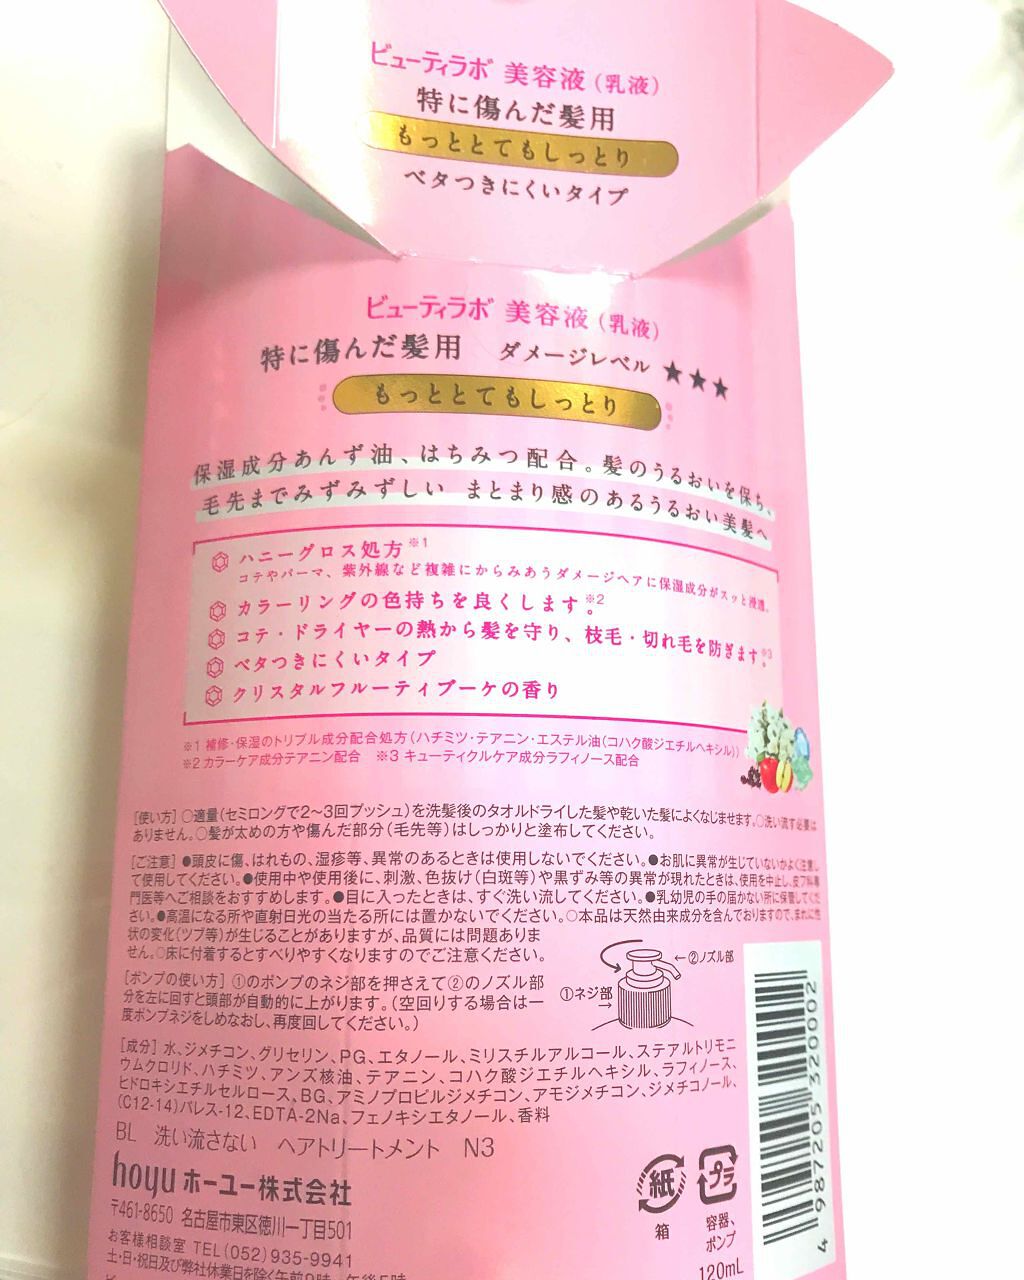 ビューティラボ 美容液（乳液）
特に傷んだ髪用
もっととてもしっとり
ベタつきにくいタイプ
ビューティラボ 美容液（乳液）
特に傷んだ髪用 ダメージレベル ★★★
もっととてもしっとり
保湿成分あんず油、はちみつ配合。髪のうるおいを保ち、
毛先までみずみずしい まとまり感のあるうるおい美髪へ
ハニーグロス処方※1
コテやパーマ、紫外線など複雑にからみあうダメージヘアに保湿成分がスッと浸透。
カラーリングの色持ちを良くします※2。
コテ・ドライヤーの熱から髪を守り、枝毛・切れ毛を防ぎます※3。
ベタつきにくいタイプ
クリスタルフルーティブーケの香り
※1 補修・保湿のトリプル成分配合処方（ハチミツ・テアニン・エステル油（コハク酸ジエチルヘキシル））
※2 カラーケア成分テアニン配合 ※3 キューティクルケア成分ラフィノース配合
［使い方］○適量（セミロングで2〜3回プッシュ）を洗髪後のタオルドライした髪や乾いた髪によくなじませます。○洗い流す必要は
ありません。○髪が太めの方や傷んだ部分（毛先等）はしっかりと塗布してください。
［ご注意］●頭皮に傷、はれもの、湿疹等、異常のあるときは使用しないでください。●お肌に異常が生じていないかよく注意し
て使用してください。●使用中や使用後に、刺激、色抜け（白斑等）や黒ずみ等の異常が現れたときは、使用を中止し、皮フ科専
門医等へご相談をおすすめします。●目に入ったときは、すぐ洗い流してください。●乳幼児の手の届かない所に保管してくだ
さい。●高温になる所や直射日光の当たる所には置かないでください。○本品は天然由来成分を含んでおりますので、まれに性
状の変化（ツブ等）が生じることがありますが、品質には問題ありま
せん。○床に付着するとすべりやすくなりますのでご注意ください。
［ポンプの使い方］①のポンプのネジ部を押さえて②のノズル部
分を左に回すと頭部が自動的に上がります。（空回りする場合は一
度ポンプネジをしめなおし、再度回してください。）
①ネジ部→
←②ノズル部
［成分］水、ジメチコン、グリセリン、PG、エタノール、ミリスチルアルコール、ステアルトリモニ
ウムクロリド、ハチミツ、アンズ核油、テアニン、コハク酸ジエチルヘキシル、ラフィノース、
ヒドロキシエチルセルロース、BG、アミノプロピルジメチコン、アモジメチコン、ジメチコノール、
（C12-14）パレス-12、EDTA-2Na、フェノキシエタノール、香料
BL 洗い流さない ヘアトリートメント N3
hoyu ホーユー株式会社
〒461-8650 名古屋市東区徳川一丁目501
お客様相談室 TEL（052）935-9941
土・日・祝日及び弊社休業日を除く午前9時
紙
箱
プラ
容器、
ポンプ
120mL
4 987205 320002